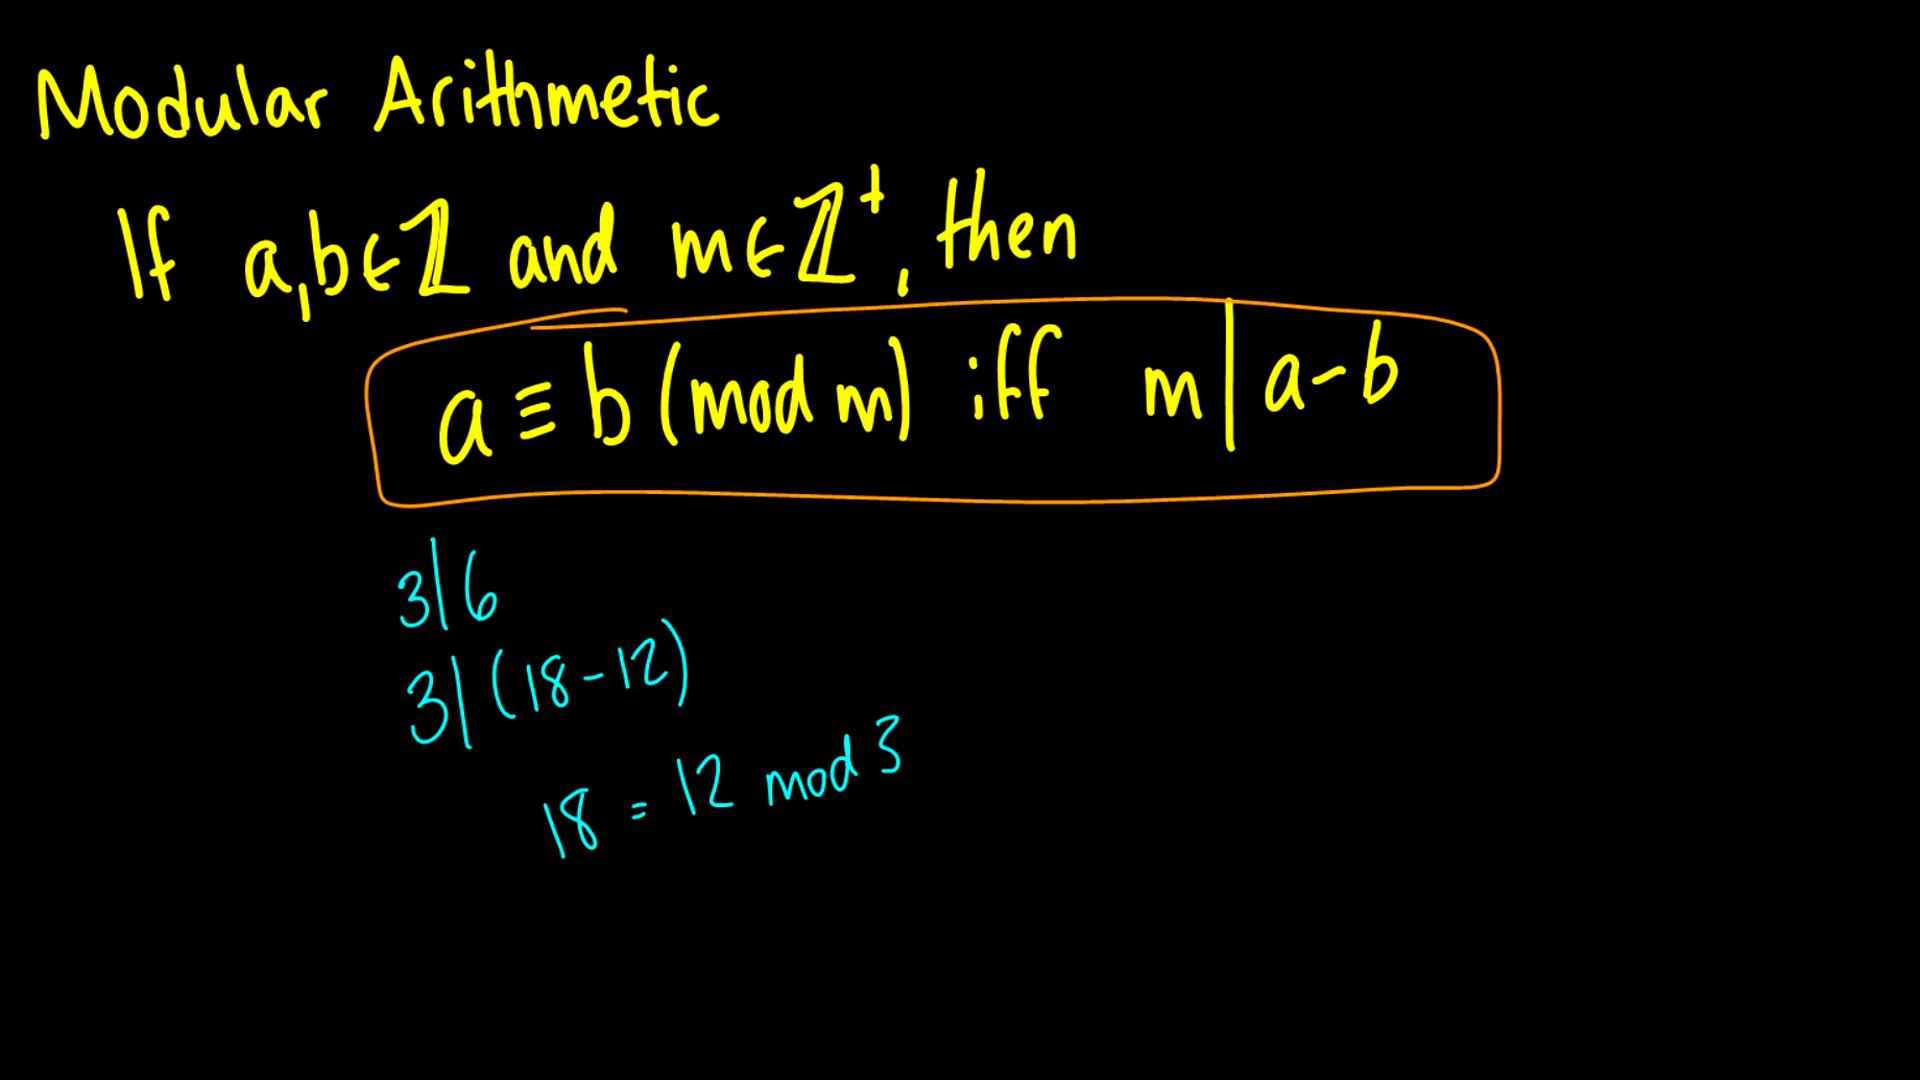 Modular Arithmetic
If a,b∈ℤ and m∈ℤ⁺, then
a ≡ b (mod m) iff m | a-b
3|6
3|(18-12)
18 = 12 mod 3